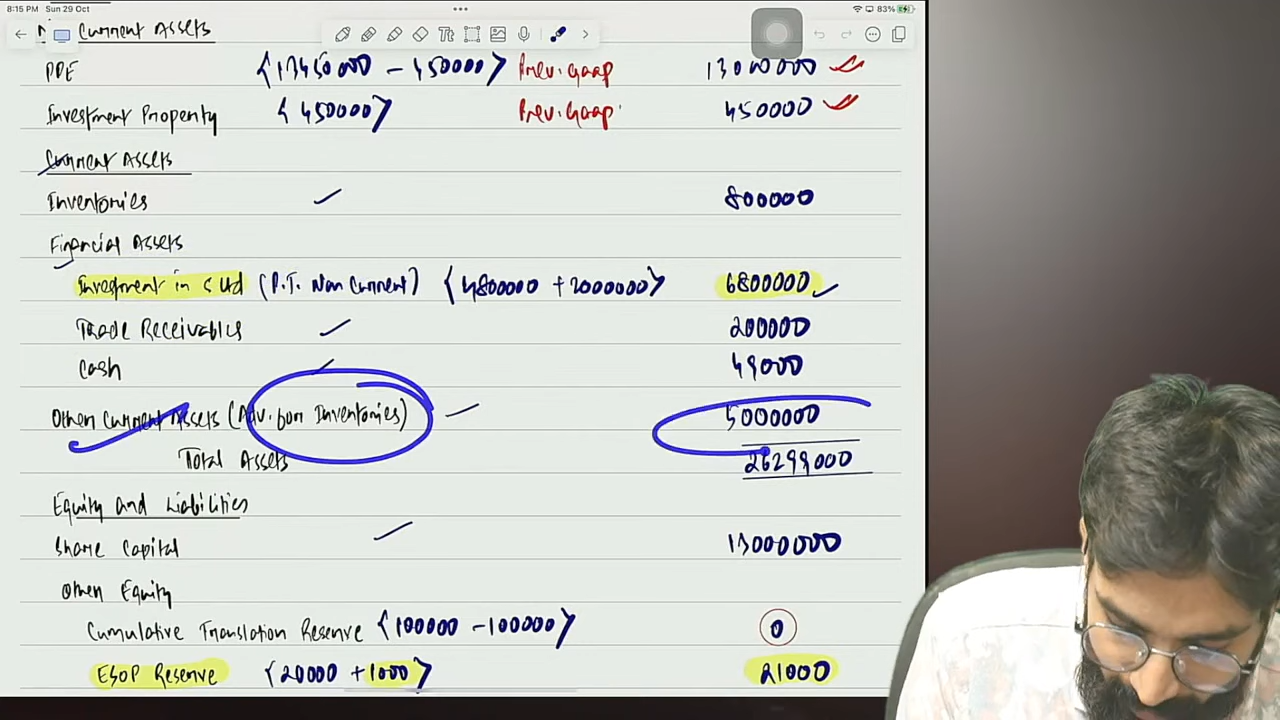 8:15 PM Sun 29 Oct 83%
Current Assets
PPE {13450000 - 450000} Prev. Gaap 13000000
Investment Property {450000} Prev. Gaap 450000
Current Assets
Inventories 800000
Financial Assets
Investment in S Ltd (P.T. Non Current) {4800000 + 2000000} 6800000
Trade Receivables 200000
Cash 49000
Other Current Assets (Adv. for Inventories) 5000000
Total Assets 26299000
Equity and Liabilities
Share Capital 13000000
Other Equity
Cumulative Translation Reserve {100000 - 100000} 0
ESOP Reserve {20000 + 1000} 21000